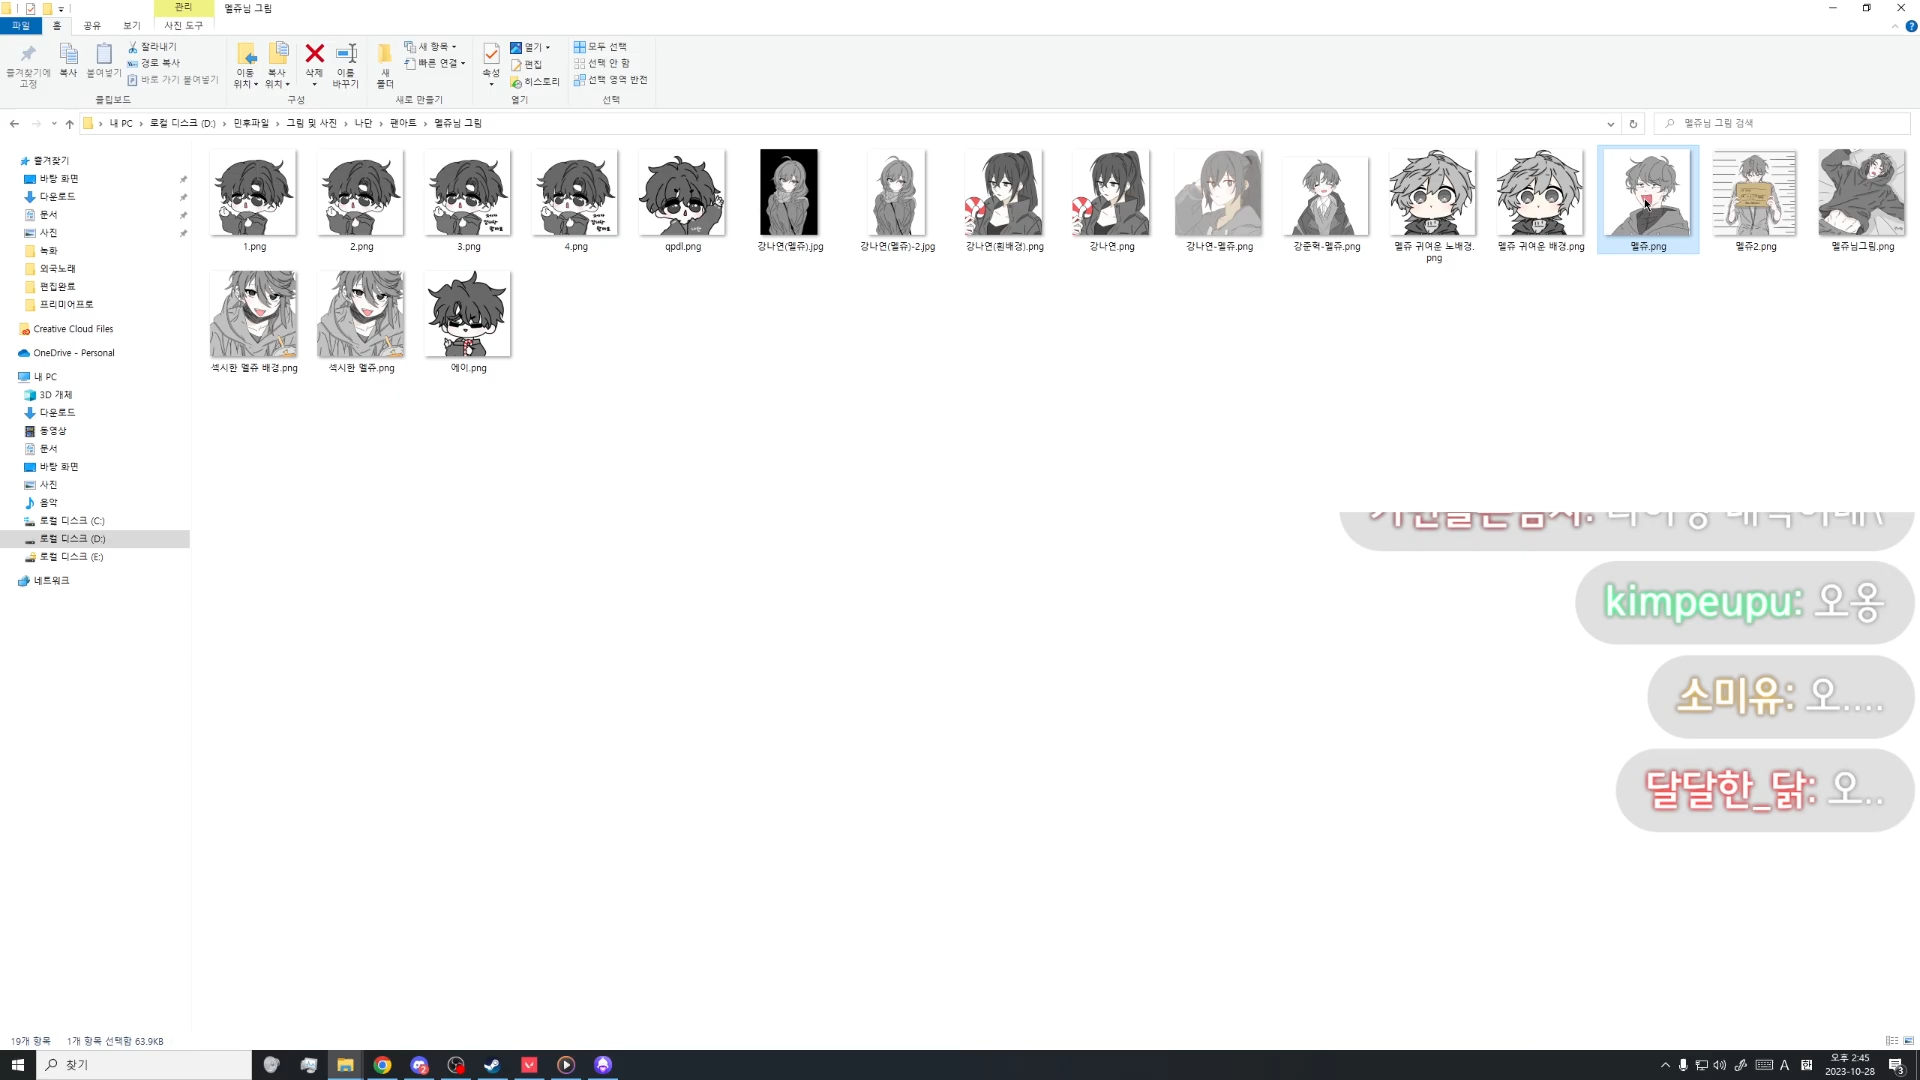 관리
멜쥬님 그림
파일
홈
공유
보기
사진 도구
즐겨찾기에 고정
복사
붙여넣기
잘라내기
경로 복사
바로 가기 붙여넣기
클립보드
이동 위치
복사 위치
삭제
이름 바꾸기
구성
새 폴더
새 항목
빠른 연결
새로 만들기
속성
열기
편집
히스토리
열기
모두 선택
선택 안 함
선택 영역 반전
선택
내 PC › 로컬 디스크 (D:) › 민후파일 › 그림 및 사진 › 나단 › 팬아트 › 멜쥬님 그림
멜쥬님 그림 검색
즐겨찾기
바탕 화면
다운로드
문서
사진
녹화
외국노래
편집완료
프리미어프로
Creative Cloud Files
OneDrive - Personal
내 PC
3D 개체
다운로드
동영상
문서
바탕 화면
사진
음악
로컬 디스크 (C:)
로컬 디스크 (D:)
로컬 디스크 (E:)
네트워크
1.png
2.png
3.png
4.png
qpdl.png
강나연(멜쥬).jpg
강나연(멜쥬)-2.jpg
강나연(흰배경).png
강나연.png
강나연-멜쥬.png
강준혁-멜쥬.png
멜쥬 귀여운 노배경.
png
멜쥬 귀여운 배경.png
멜쥬.png
멜쥬2.png
멜쥬님그림.png
섹시한 멜쥬 배경.png
섹시한 멜쥬.png
에이.png
kimpeupu: 오옹
소미유: 오....
달달한_닭: 오..
19개 항목
1개 항목 선택함 63.9KB
찾기
A
오후 2:45
2023-10-28
3